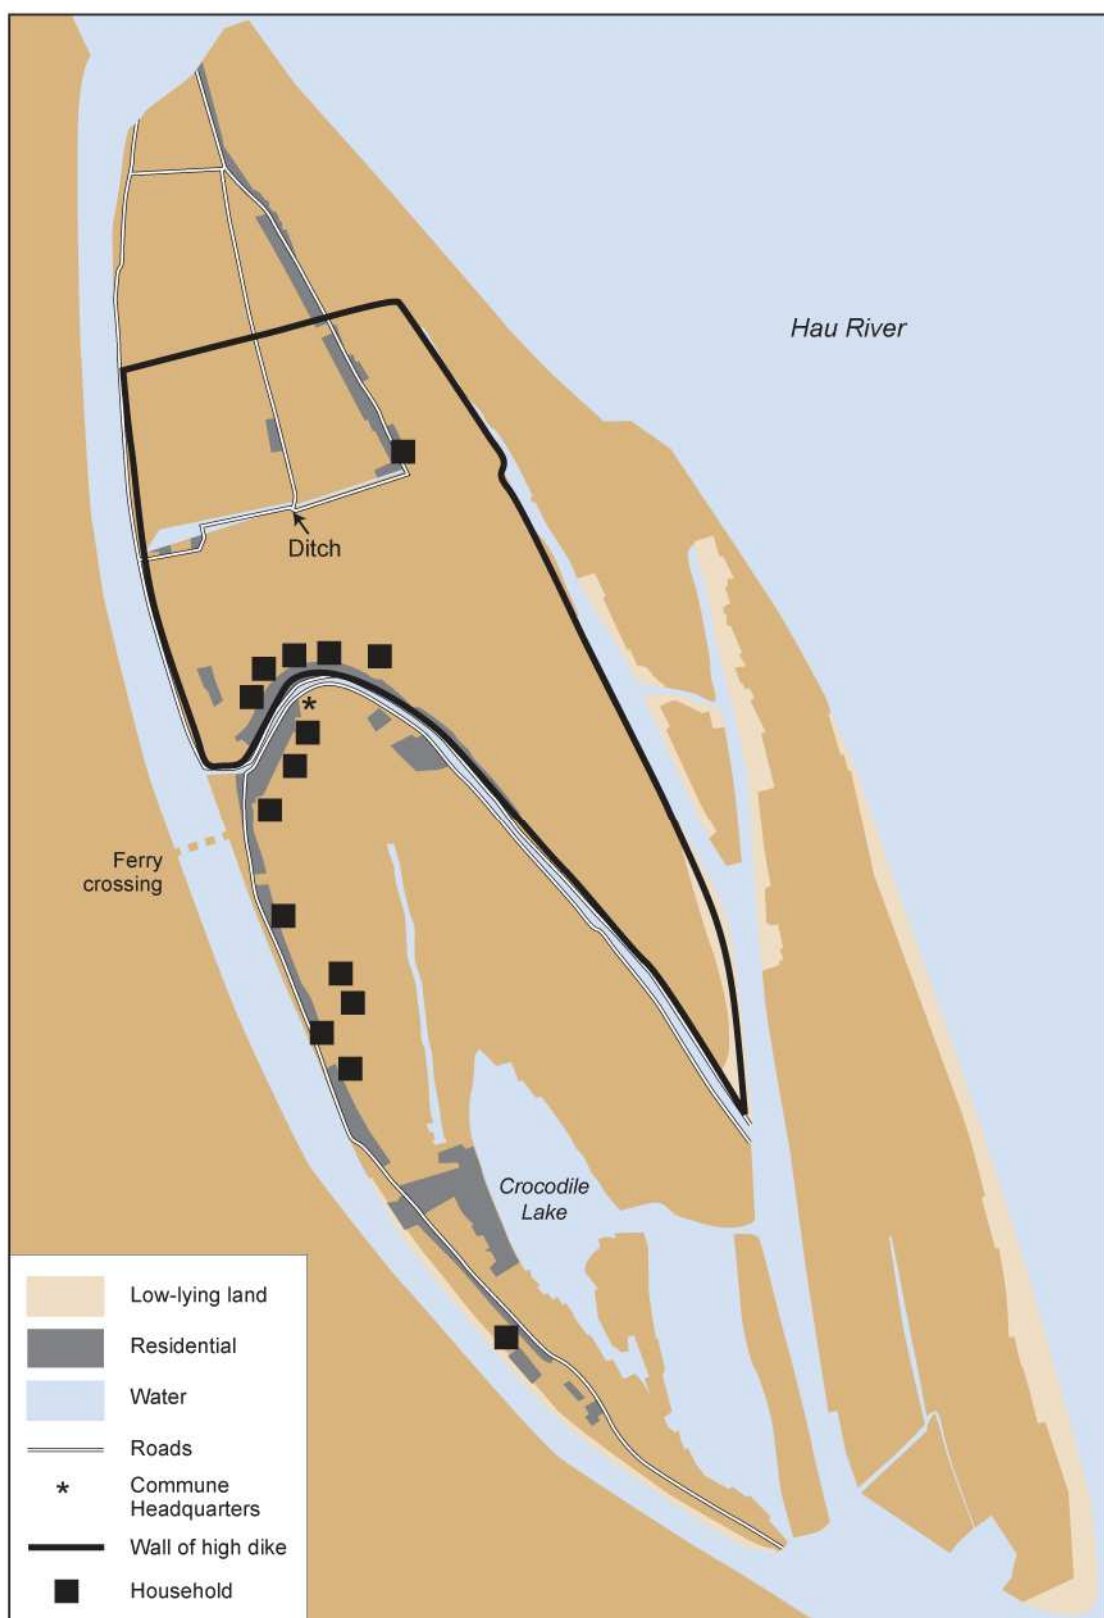 Hau River
Ditch
Ferry
crossing
Crocodile
Lake
Low-lying land
Residential
Water
Roads
*
Commune
Headquarters
Wall of high dike
Household